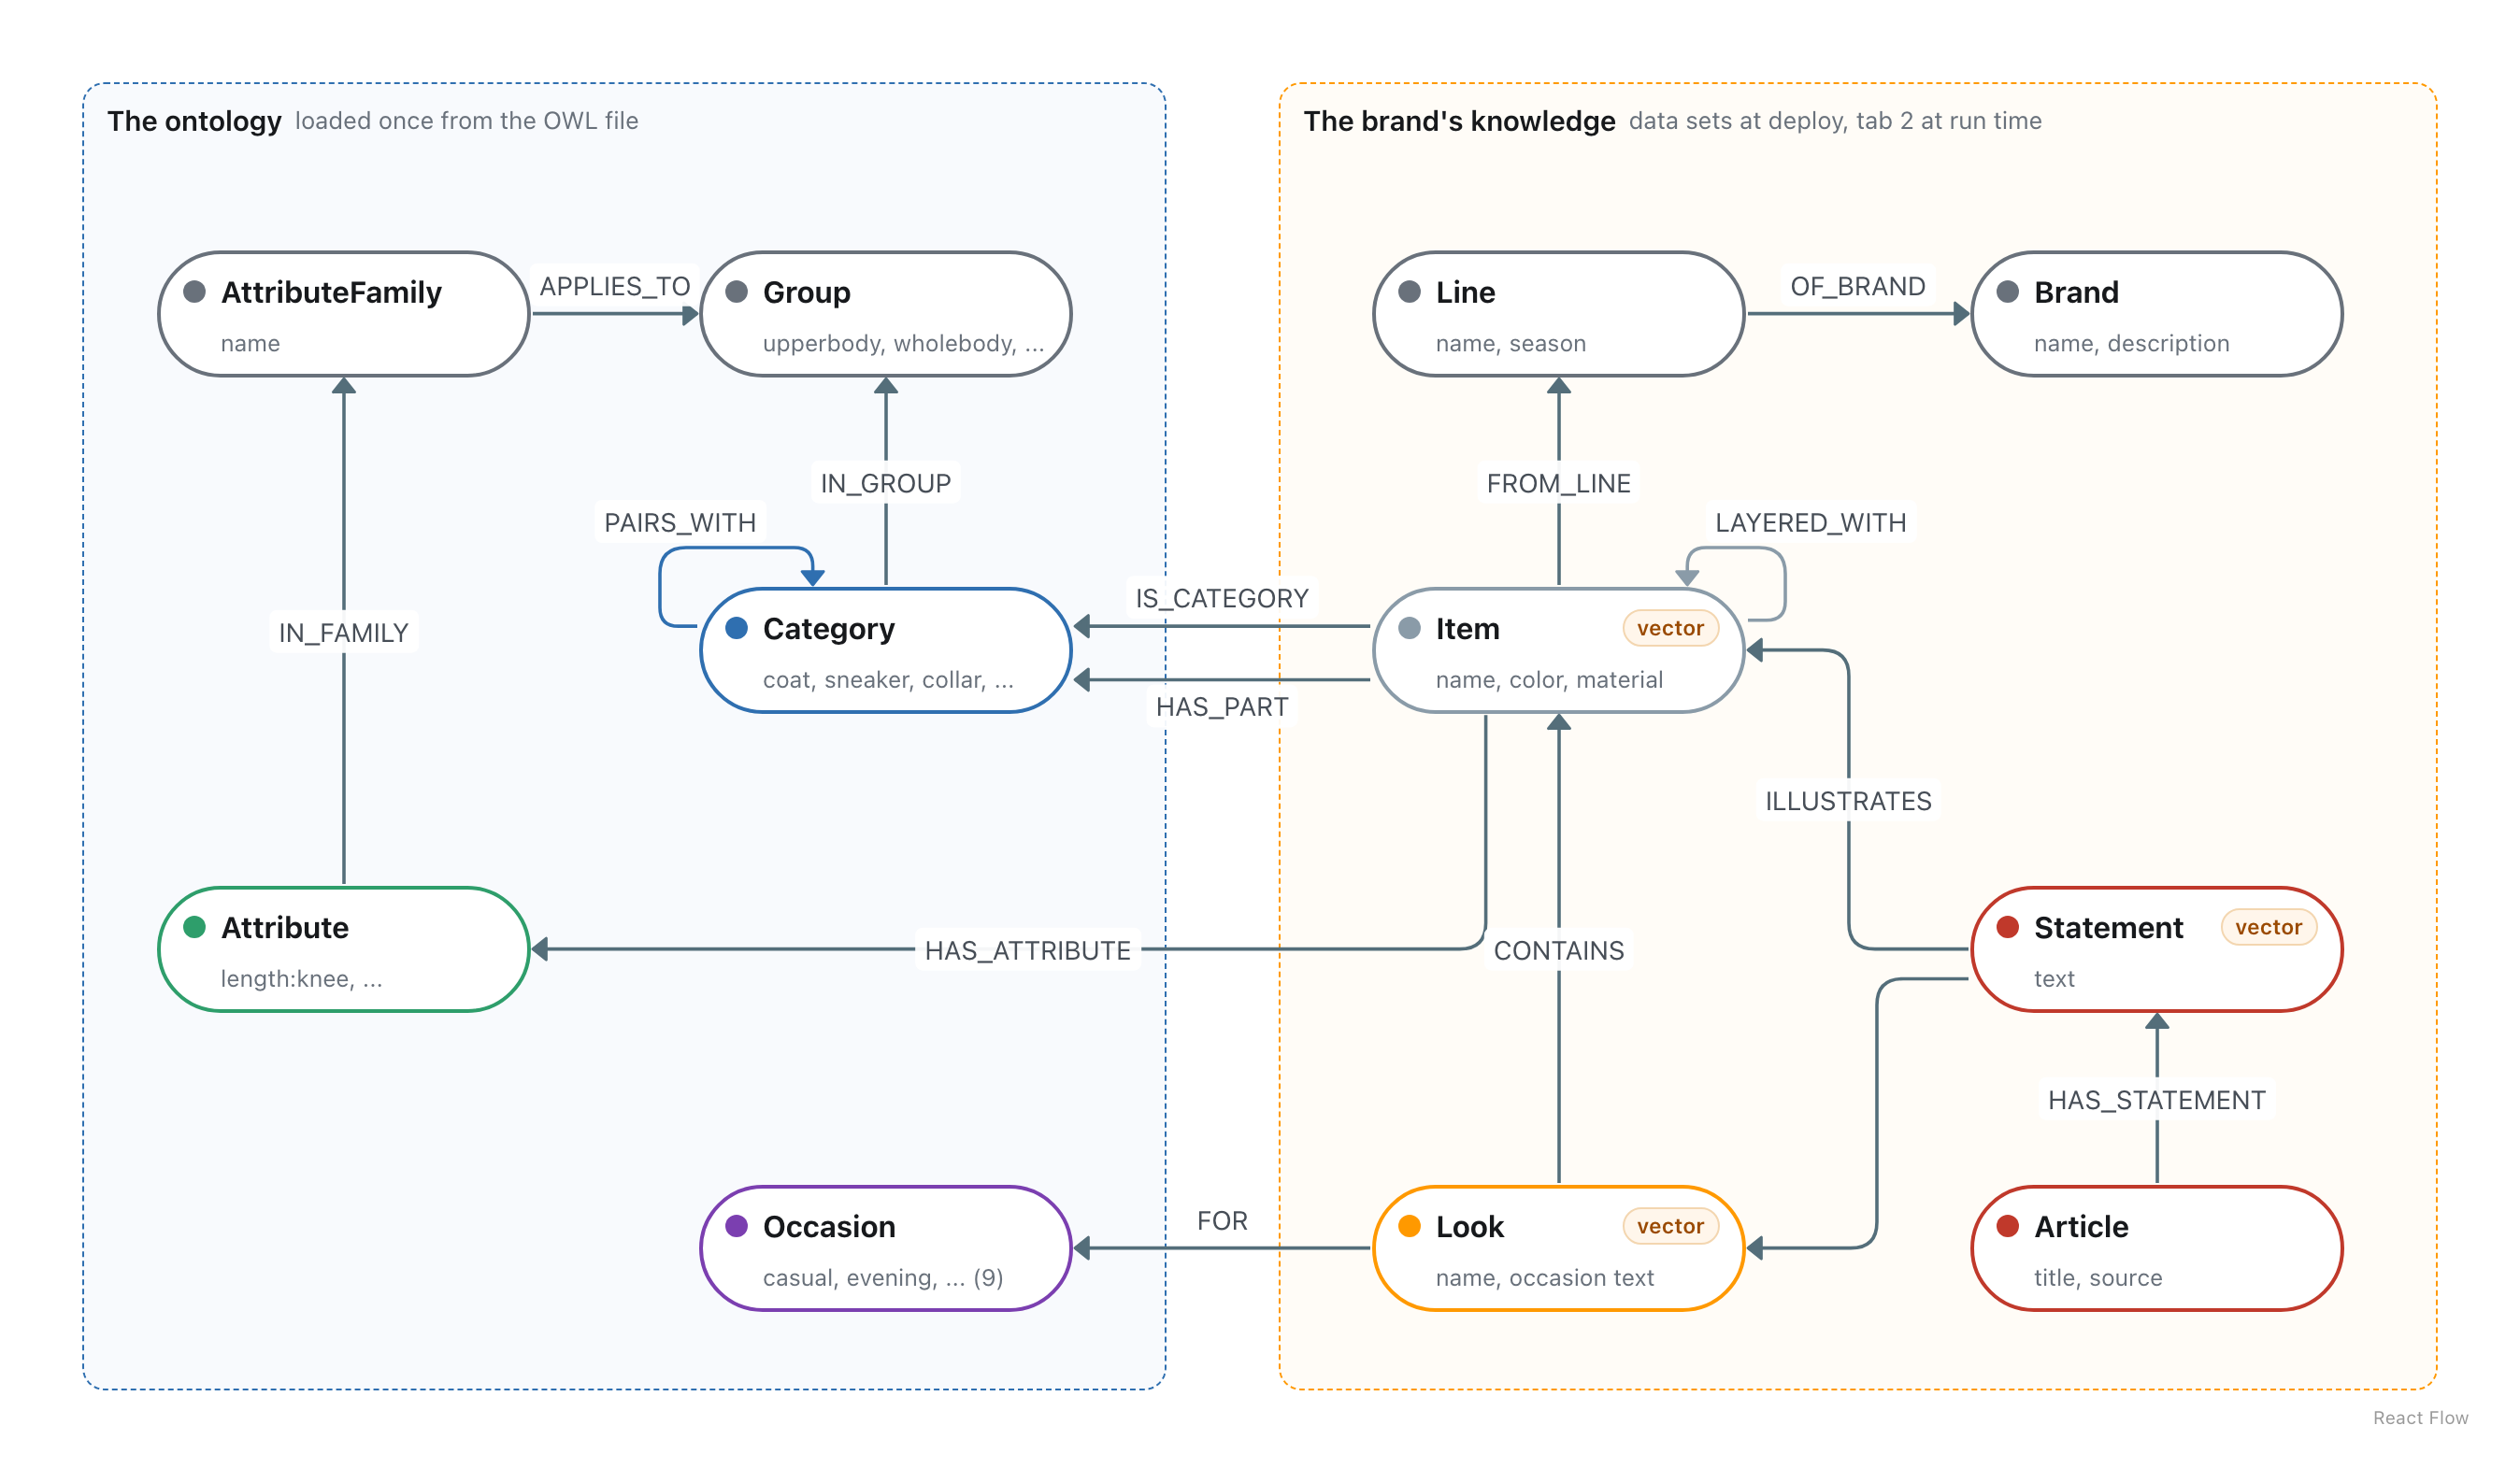 The ontology loaded once from the OWL file
The brand's knowledge data sets at deploy, tab 2 at run time
AttributeFamily
name
APPLIES_TO
Group
upperbody, wholebody, ...
Line
name, season
OF_BRAND
Brand
name, description
IN_GROUP
FROM_LINE
PAIRS_WITH
LAYERED_WITH
IN_FAMILY
Category
coat, sneaker, collar, ...
IS_CATEGORY
HAS_PART
Item
vector
name, color, material
ILLUSTRATES
Attribute
length:knee, ...
HAS_ATTRIBUTE
CONTAINS
Statement
vector
text
HAS_STATEMENT
Occasion
casual, evening, ... (9)
FOR
Look
vector
name, occasion text
Article
title, source
React Flow